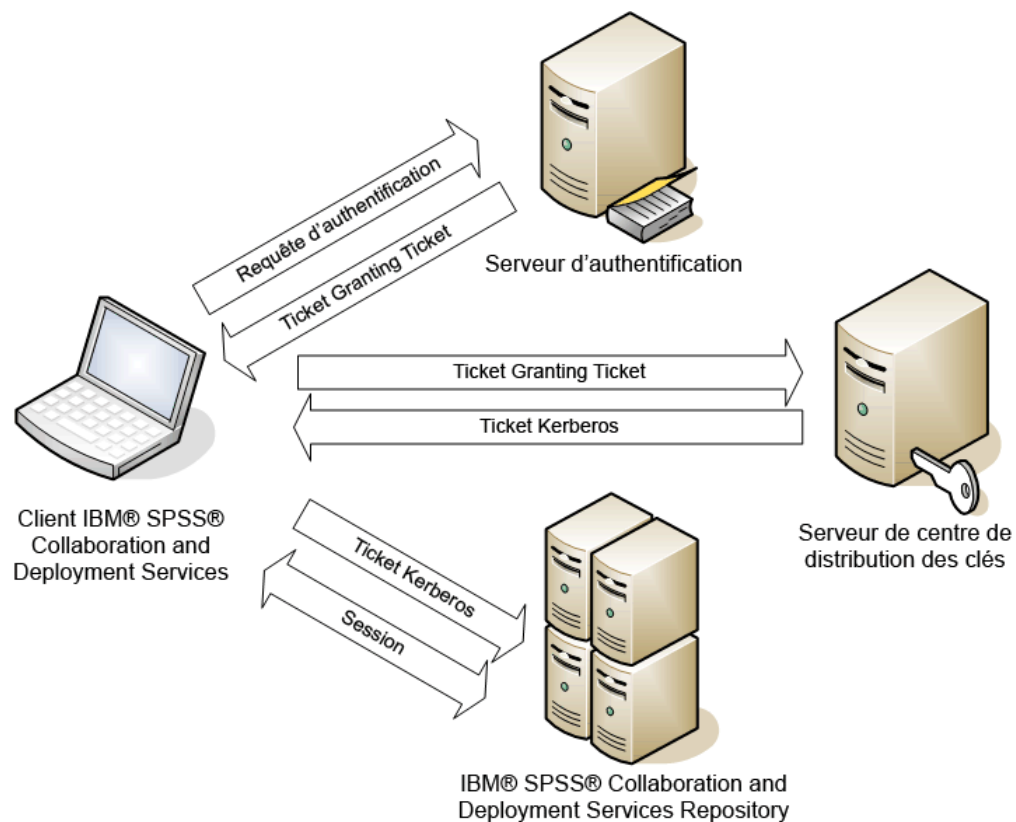 Requête d'authentification
Ticket Granting Ticket
Serveur d'authentification
Ticket Granting Ticket
Ticket Kerberos
Client IBM® SPSS®
Collaboration and
Deployment Services
Serveur de centre de
distribution des clés
Ticket Kerberos
Session
IBM® SPSS® Collaboration and
Deployment Services Repository